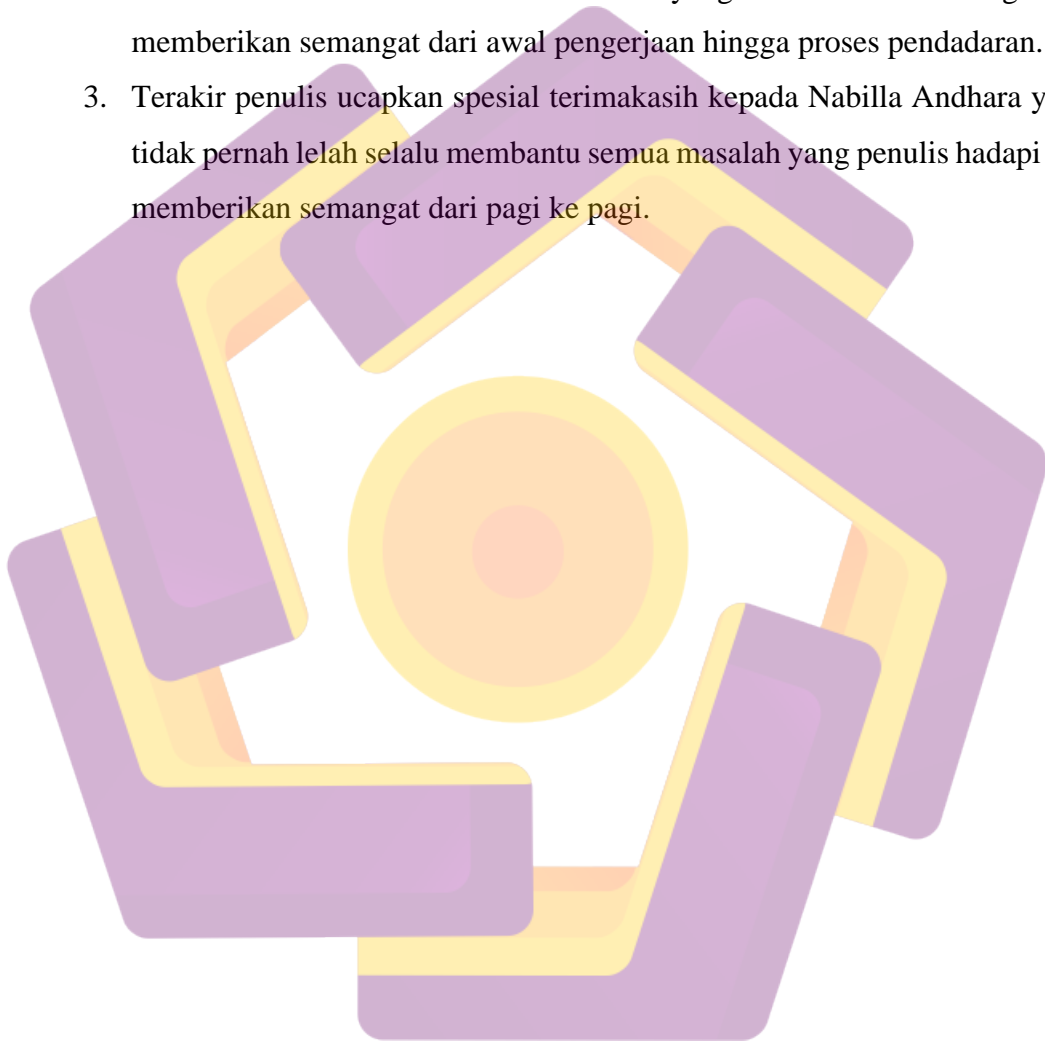 memberikan semangat dari awal pengerjaan hingga proses pendadaran.
3. Terakir penulis ucapkan spesial terimakasih kepada Nabilla Andhara y
tidak pernah lelah selalu membantu semua masalah yang penulis hadapi
memberikan semangat dari pagi ke pagi.